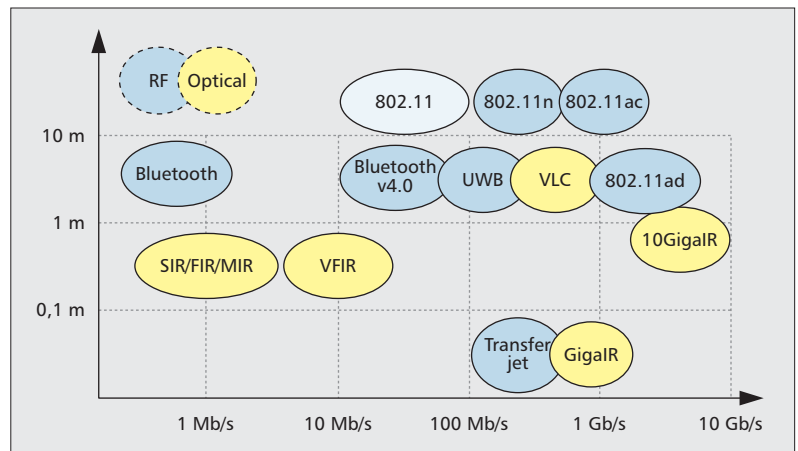 RF Optical
802.11 802.11n 802.11ac
10 m
Bluetooth
Bluetooth
v4.0
UWB VLC 802.11ad
1 m
10GigaIR
SIR/FIR/MIR VFIR
0,1 m
Transfer
jet
GigaIR
1 Mb/s 10 Mb/s 100 Mb/s 1 Gb/s 10 Gb/s